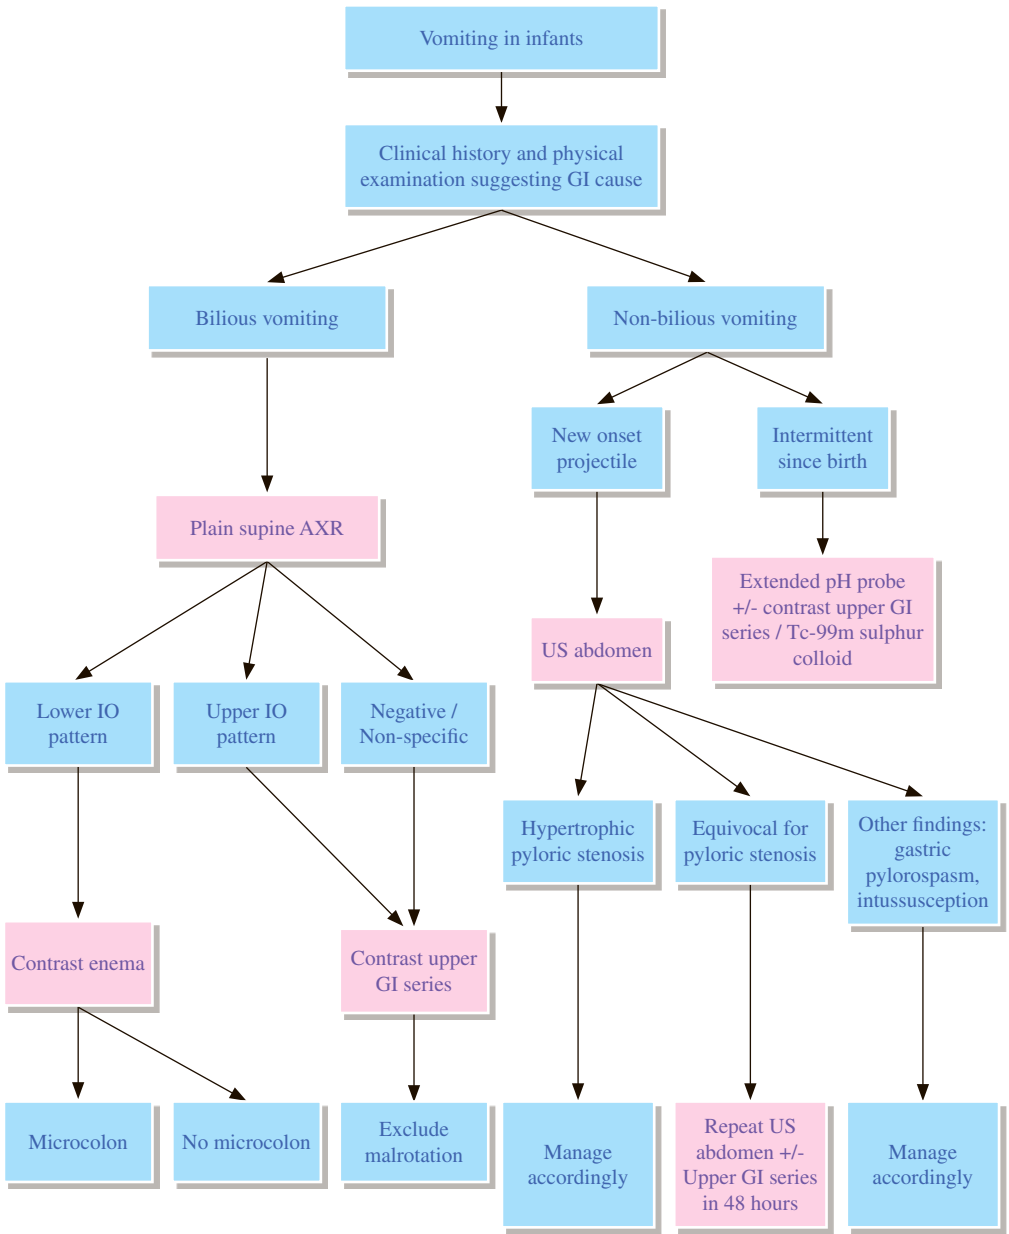 Vomiting in infants
Clinical history and physical
examination suggesting GI cause
Bilious vomiting
Non-bilious vomiting
New onset
projectile
Intermittent
since birth
Plain supine AXR
Extended pH probe
+/- contrast upper GI
series / Tc-99m sulphur
colloid
US abdomen
Lower IO
pattern
Upper IO
pattern
Negative /
Non-specific
Hypertrophic
pyloric stenosis
Equivocal for
pyloric stenosis
Other findings:
gastric
pylorospasm,
intussusception
Contrast enema
Contrast upper
GI series
Microcolon
No microcolon
Exclude
malrotation
Manage
accordingly
Repeat US
abdomen +/-
Upper GI series
in 48 hours
Manage
accordingly